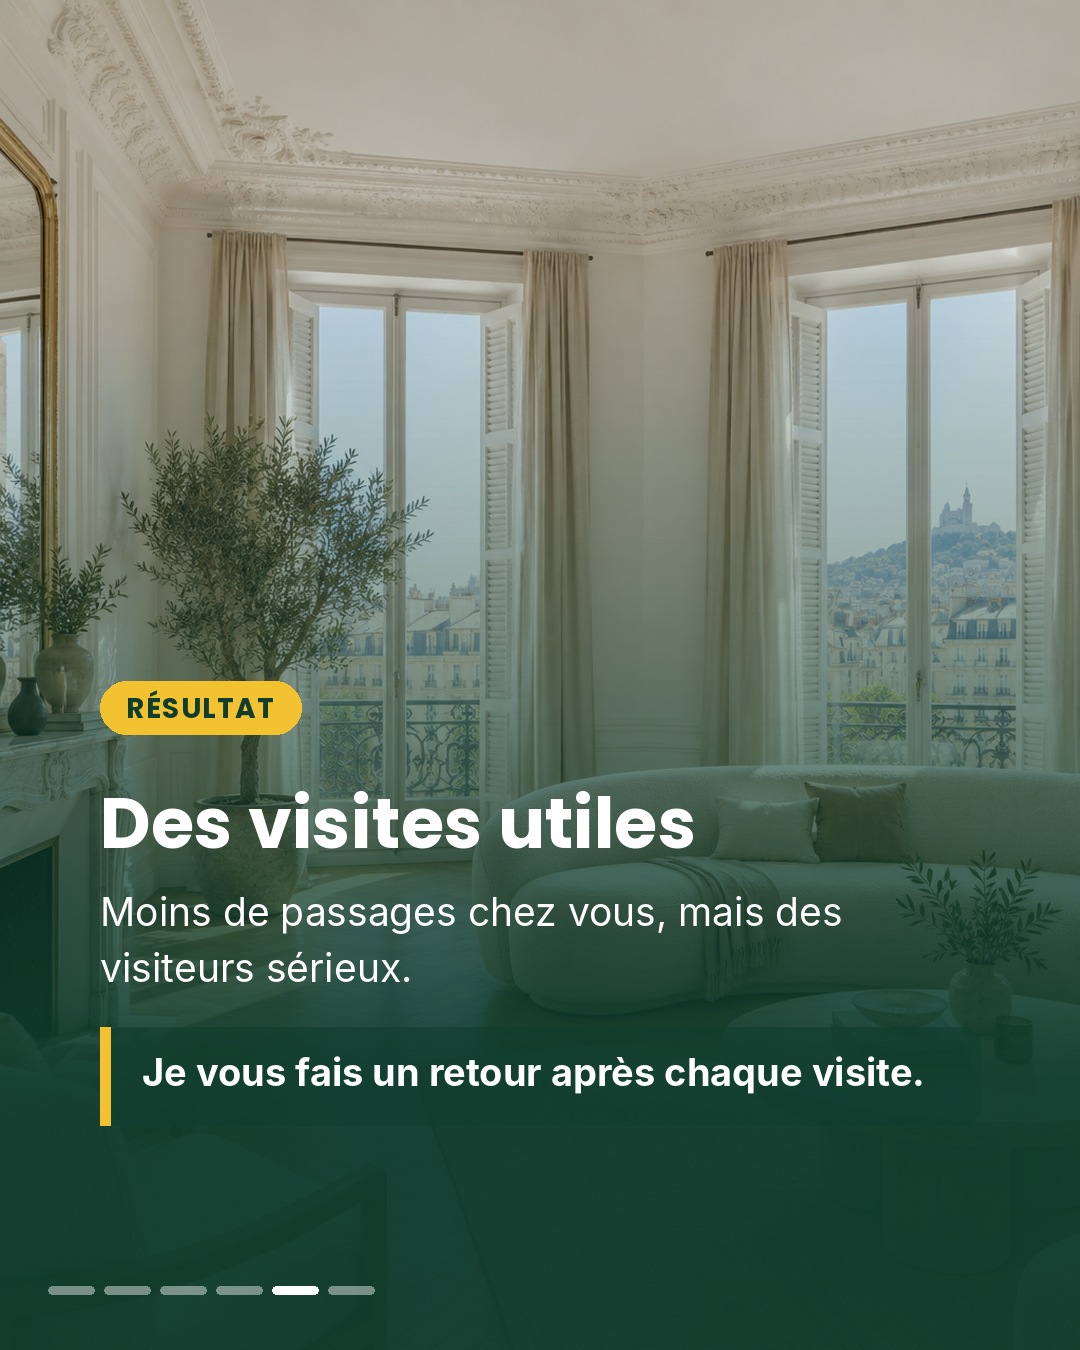 RÉSULTAT
Des visites utiles
Moins de passages chez vous, mais des
visiteurs sérieux.
Je vous fais un retour après chaque visite.